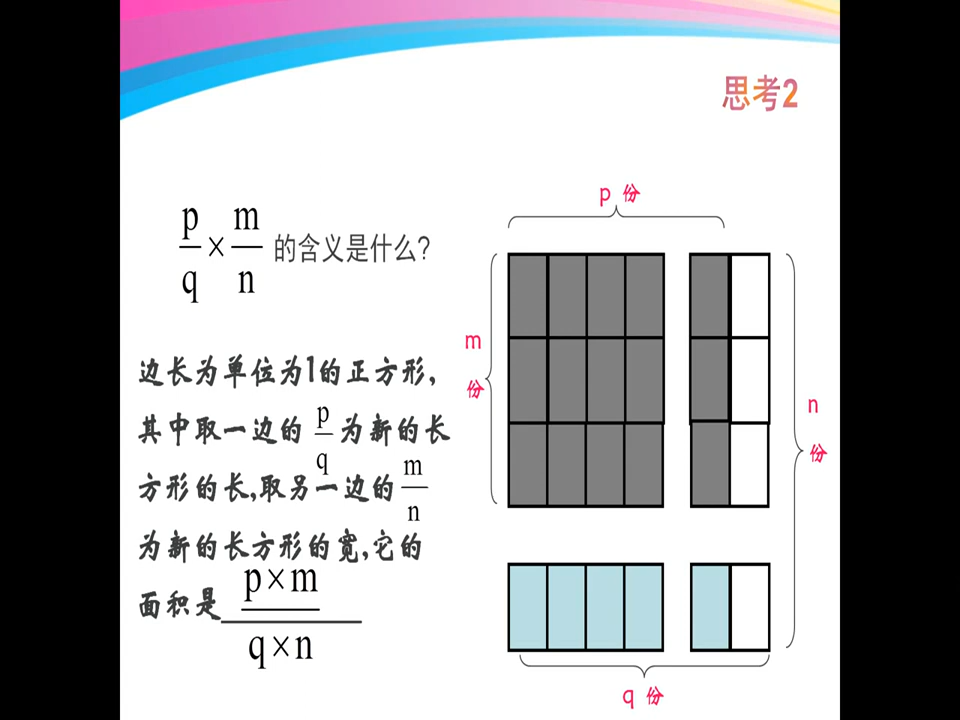 思考2
p/q × m/n 的含义是什么?
边长为单位为1的正方形,
其中取一边的 p/q 为新的长
方形的长,取另一边的 m/n
为新的长方形的宽,它的
面积是 p×m/q×n
p 份
m 份
n 份
q 份